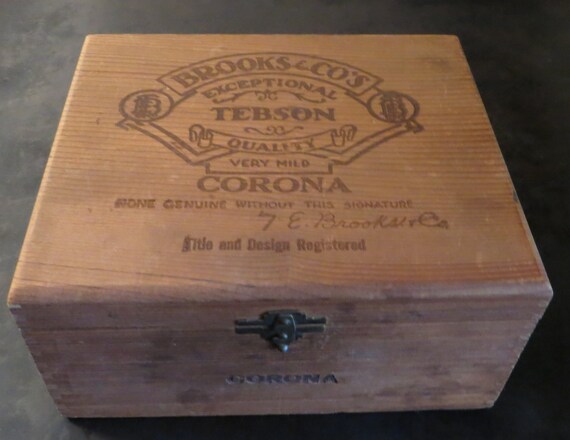 BROOKS & CO'S
EXCEPTIONAL
B B
TEBSON
QUALITY
VERY MILD
CORONA
NONE GENUINE WITHOUT THIS SIGNATURE
T. E. Brooks & Co
Title and Design Registered
CORONA